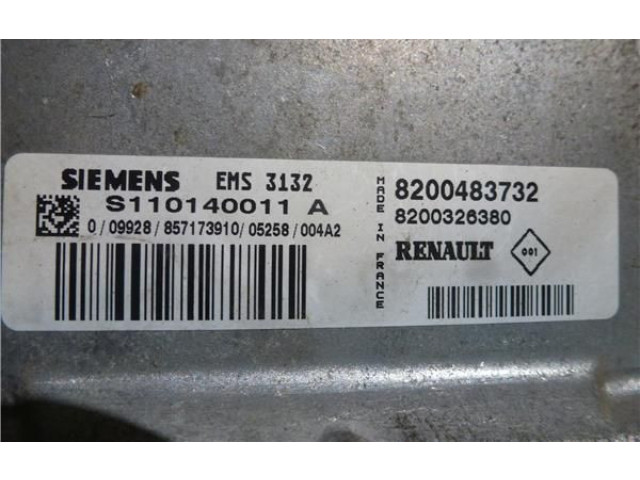 SIEMENS EMS 3132
S110140011 A
0 / 09928 / 857173910 / 05258 / 004A2
MADE IN FRANCE
8200483732
8200326380
RENAULT 001